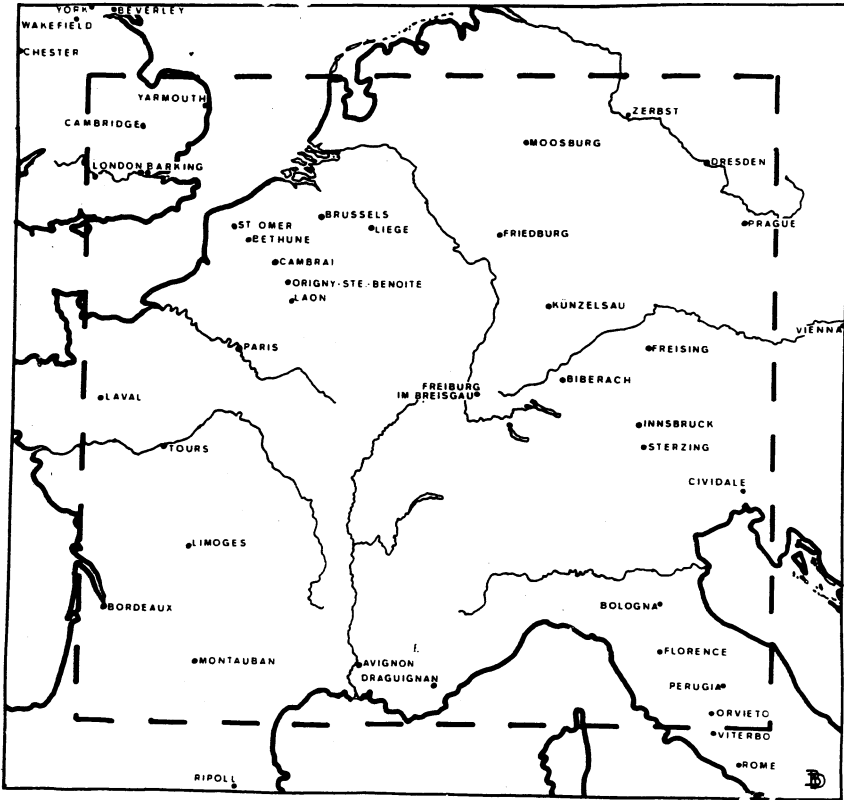 YORK
BEVERLEY
WAKEFIELD
CHESTER
YARMOUTH
CAMBRIDGE
ZERBST
MOOSBURG
LONDON BARKING
DRESDEN
BRUSSELS
ST OMER
LIEGE
PRAGUE
BETHUNE
FRIEDBURG
CAMBRAI
ORIGNY-STE.-BENOITE
LAON
KÜNZELSAU
VIENNA
PARIS
FREISING
BIBERACH
FREIBURG
IM BREISGAU
LAVAL
INNSBRUCK
TOURS
STERZING
CIVIDALE
LIMOGES
BORDEAUX
BOLOGNA
FLORENCE
MONTAUBAN
AVIGNON
DRAGUIGNAN
PERUGIA
ORVIETO
VITERBO
ROME
RIPOLL